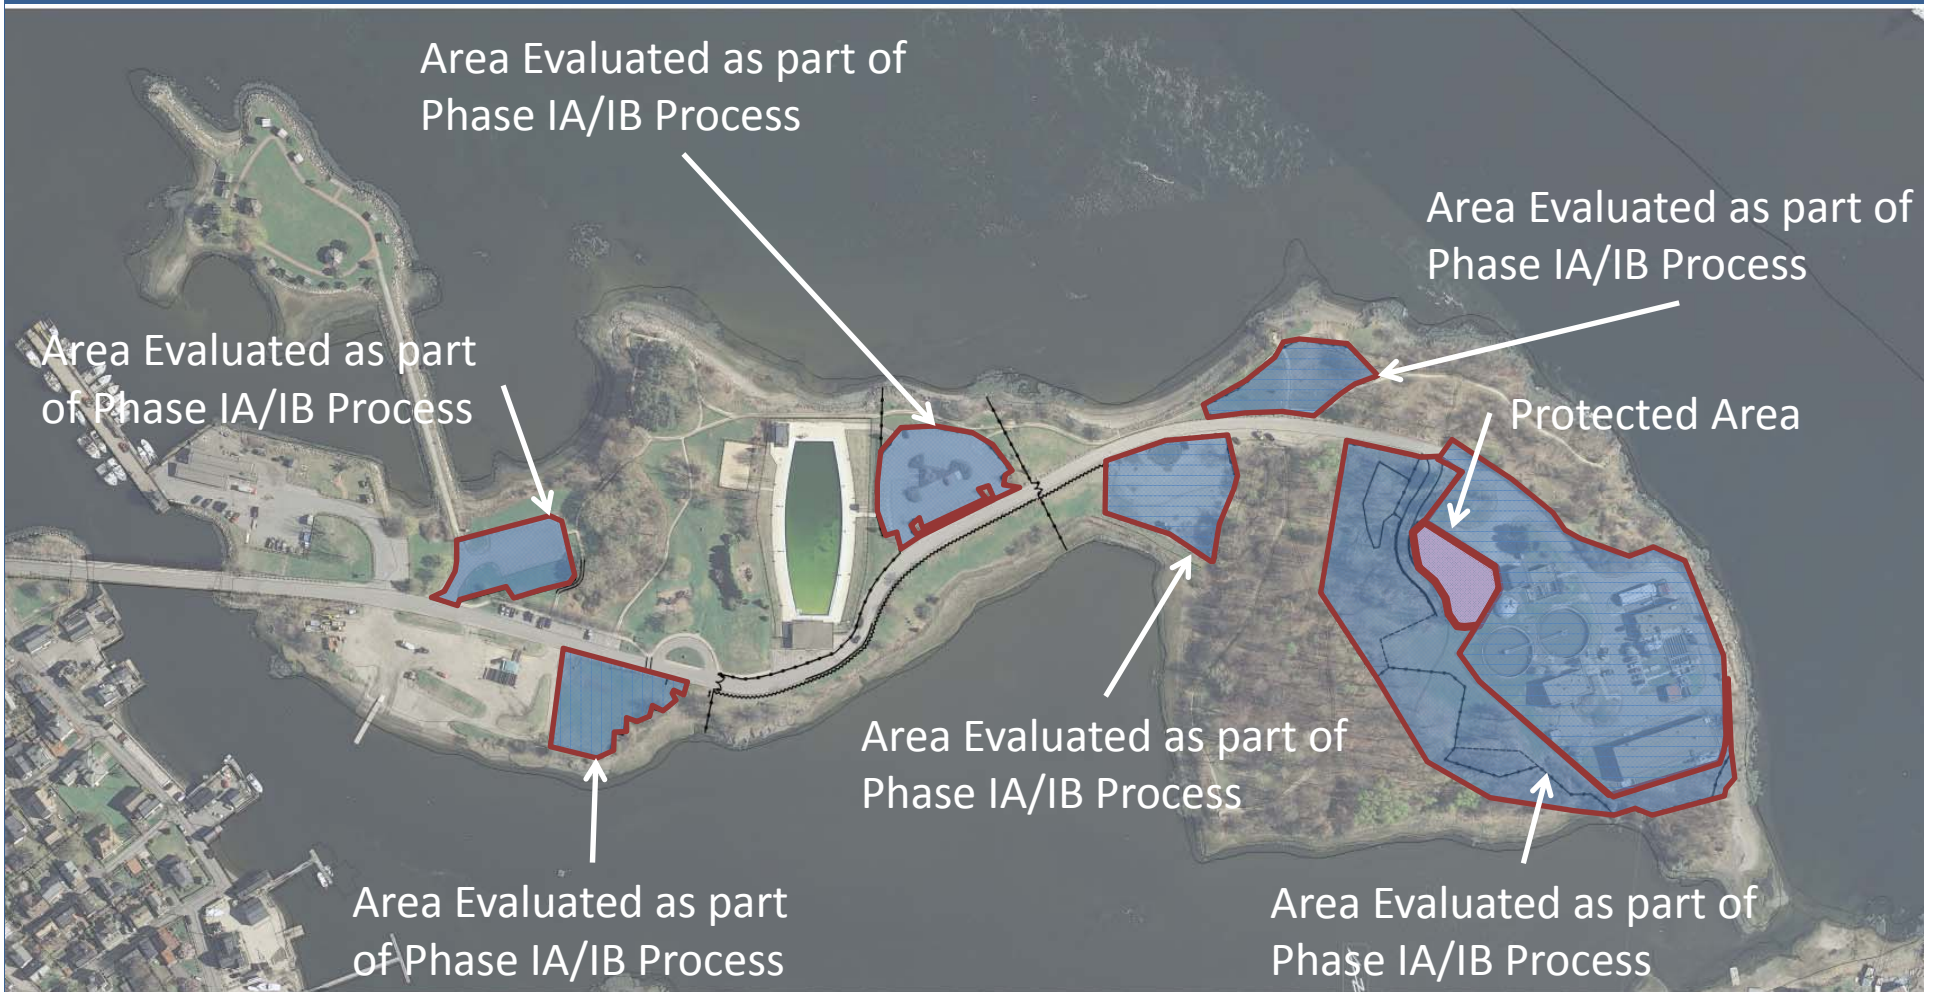 Area Evaluated as part of
Phase IA/IB Process
Area Evaluated as part of
Phase IA/IB Process
Area Evaluated as part
of Phase IA/IB Process
Protected Area
Area Evaluated as part of
Phase IA/IB Process
Area Evaluated as part
of Phase IA/IB Process
Area Evaluated as part of
Phase IA/IB Process